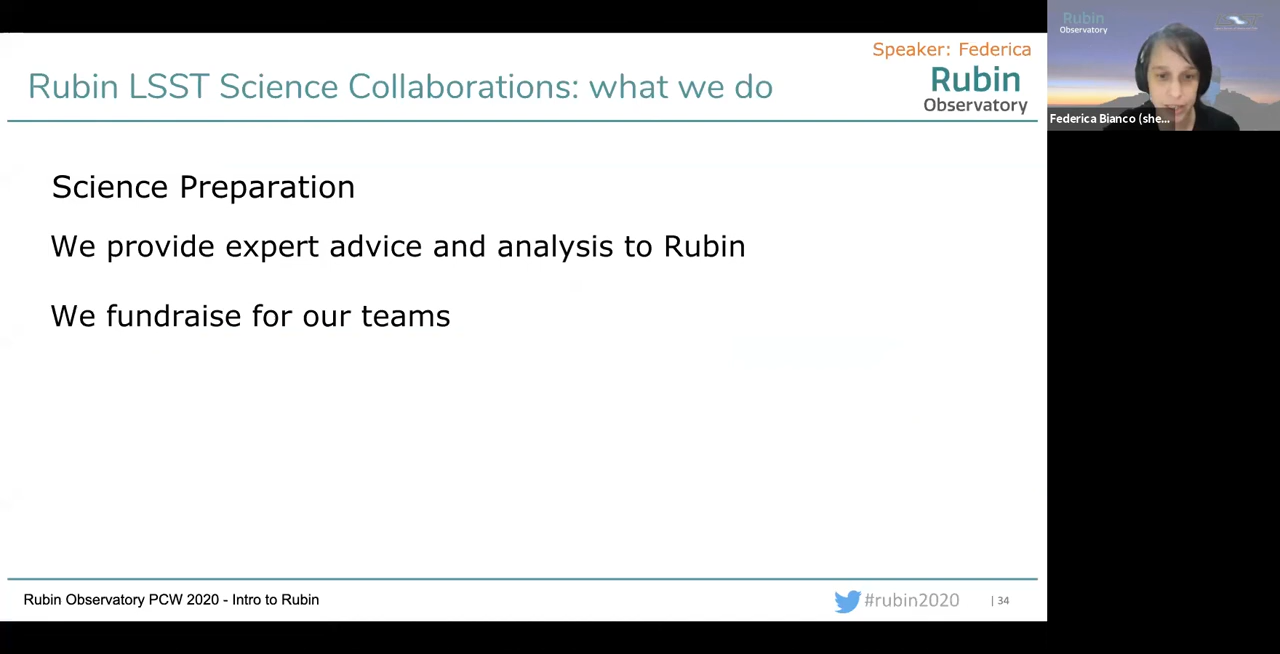 Speaker: Federica
Rubin LSST Science Collaborations: what we do
Rubin
Observatory
Science Preparation
We provide expert advice and analysis to Rubin
We fundraise for our teams
Rubin Observatory PCW 2020 - Intro to Rubin
#rubin2020
| 34
Rubin
Observatory
Federica Bianco (she...